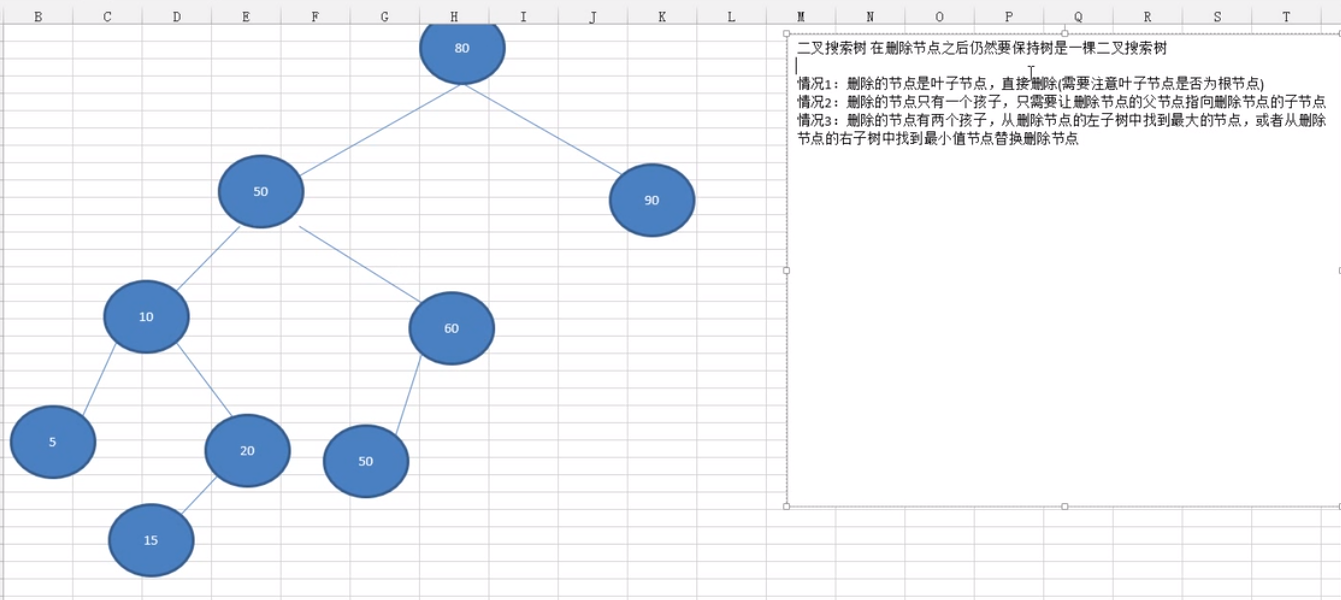 B C D E F G H I J K L M N O P Q R S T
80
二叉搜索树 在删除节点之后仍然要保持树是一棵二叉搜索树
情况1：删除的节点是叶子节点，直接删除(需要注意叶子节点是否为根节点)
情况2：删除的节点只有一个孩子，只需要让删除节点的父节点指向删除节点的子节点
情况3：删除的节点有两个孩子，从删除节点的左子树中找到最大的节点，或者从删除
节点的右子树中找到最小值节点替换删除节点
50
90
10
60
5
20
50
15